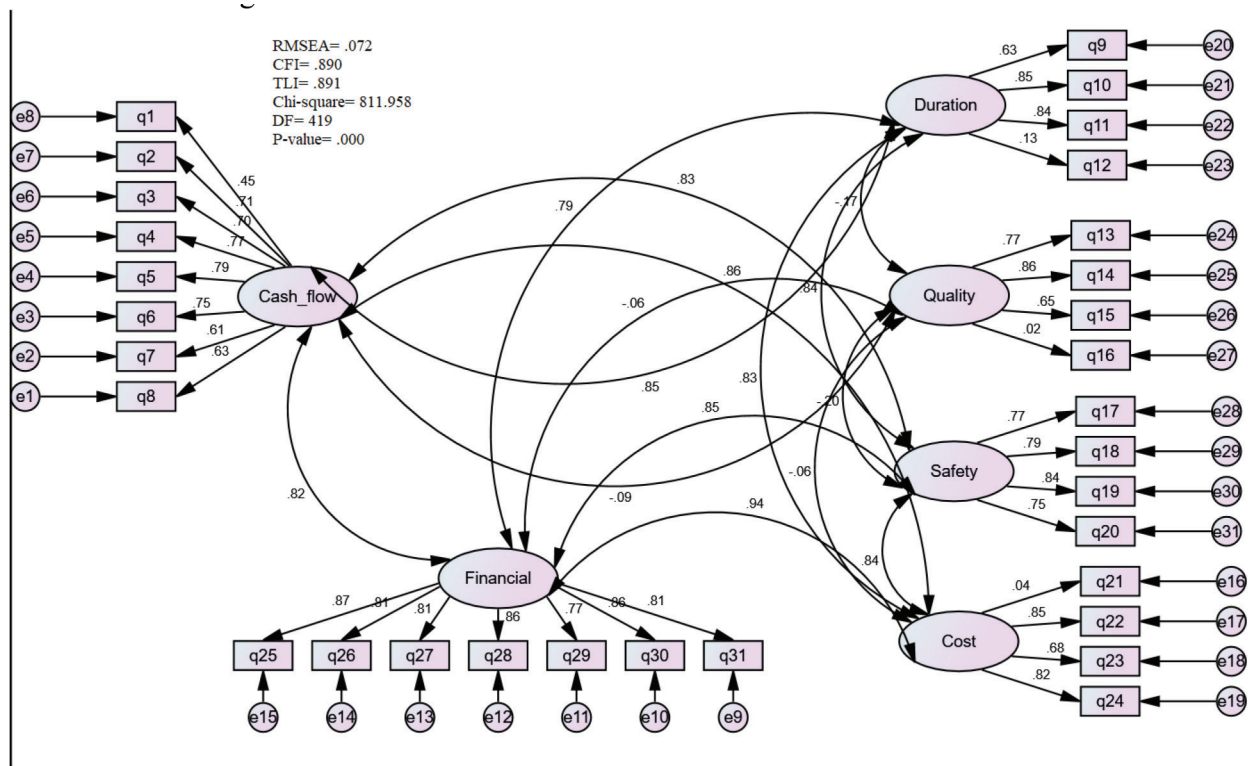 RMSEA= .072
CFI= .890
TLI= .891
Chi-square= 811.958
DF= 419
P-value= .000
e8 q1
e7 q2
e6 q3
e5 q4
e4 q5
e3 q6
e2 q7
e1 q8
.45
.71
.70
.77
.79
.75
.61
.63
Cash_flow
Duration
.63 q9 e20
.85 q10 e21
.84 q11 e22
.13 q12 e23
Quality
.77 q13 e24
.86 q14 e25
.65 q15 e26
.02 q16 e27
Safety
.77 q17 e28
.79 q18 e29
.84 q19 e30
.75 q20 e31
Cost
.04 q21 e16
.85 q22 e17
.68 q23 e18
.82 q24 e19
.83
.79
-.17
.86
.84
-.06
.85
.83
-.20
.85
-.06
-.09
.94
.82
.84
Financial
.87 .81 .81 .86 .77 .86 .81
q25 q26 q27 q28 q29 q30 q31
e15 e14 e13 e12 e11 e10 e9